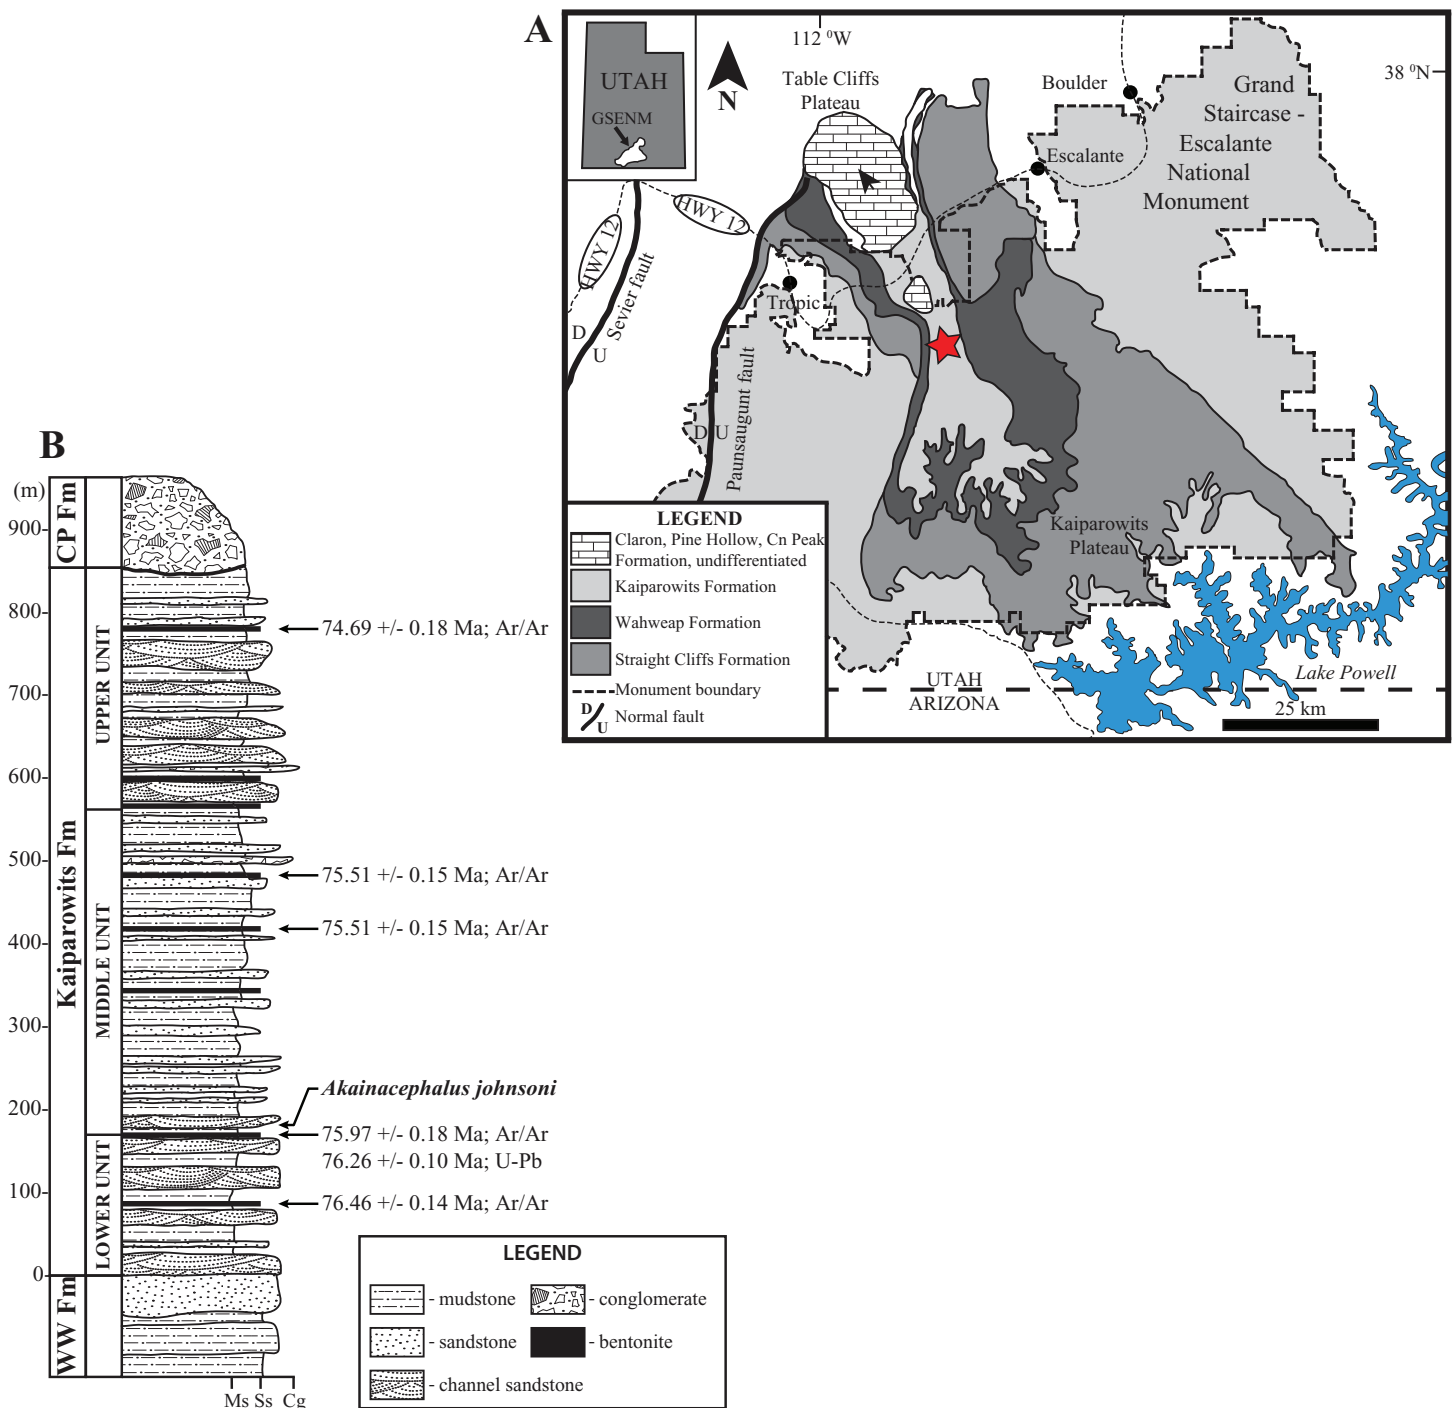 A
112 ⁰W
38 ⁰N
UTAH
GSENM
N
Table Cliffs
Plateau
Boulder
Grand
Staircase -
Escalante
National
Monument
Escalante
HWY 12
HWY 12
Sevier fault
D
U
Tropic
Paunsaugunt fault
D U
Kaiparowits
Plateau
LEGEND
Claron, Pine Hollow, Cn Peak
Formation, undifferentiated
Kaiparowits Formation
Wahweap Formation
Straight Cliffs Formation
Monument boundary
D
U
Normal fault
UTAH
ARIZONA
Lake Powell
25 km
B
(m)
900
800
700
600
500
400
300
200
100
0
CP Fm
Kaiparowits Fm
WW Fm
UPPER UNIT
MIDDLE UNIT
LOWER UNIT
74.69 +/- 0.18 Ma; Ar/Ar
75.51 +/- 0.15 Ma; Ar/Ar
75.51 +/- 0.15 Ma; Ar/Ar
Akainacephalus johnsoni
75.97 +/- 0.18 Ma; Ar/Ar
76.26 +/- 0.10 Ma; U-Pb
76.46 +/- 0.14 Ma; Ar/Ar
Ms Ss Cg
LEGEND
- mudstone
- conglomerate
- sandstone
- bentonite
- channel sandstone